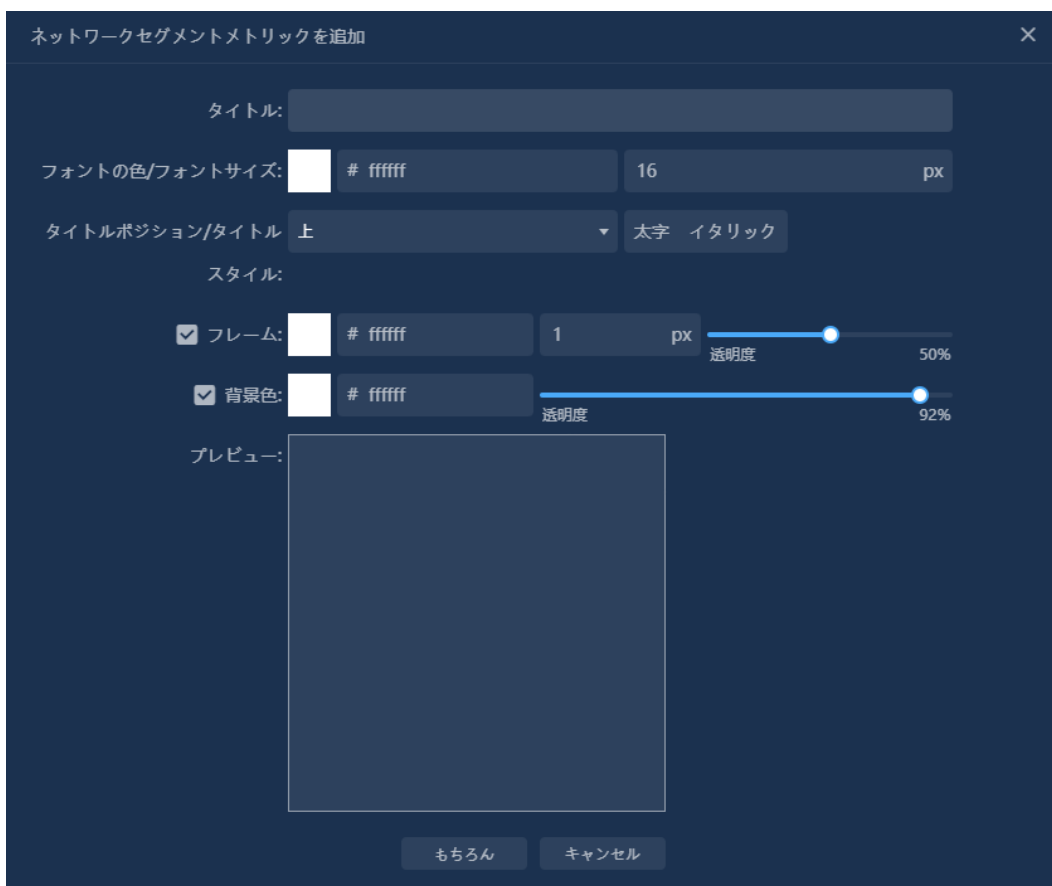 ネットワークセグメントメトリックを追加
タイトル:
フォントの色/フォントサイズ: # ffffff 16 px
タイトルポジション/タイトル 上 太字 イタリック
スタイル:
フレーム: # ffffff 1 px
透明度 50%
背景色: # ffffff
透明度 92%
プレビュー:
もちろん キャンセル